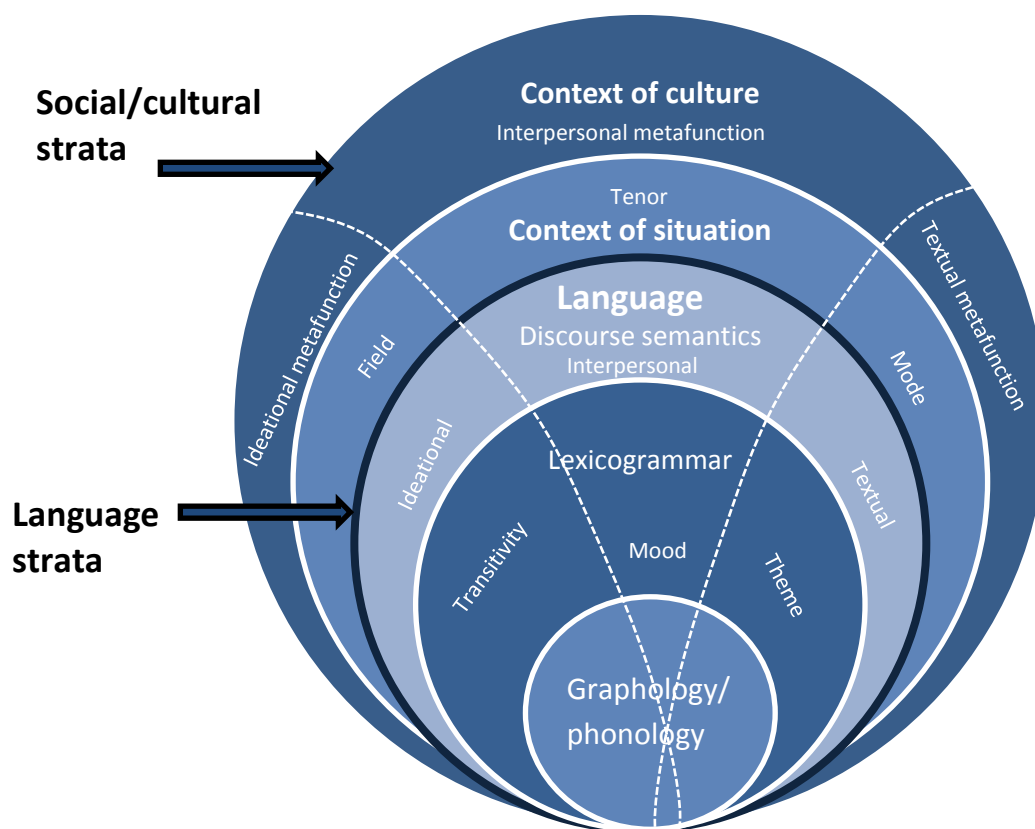 Social/cultural
strata
Context of culture
Interpersonal metafunction
Tenor
Context of situation
Ideational metafunction
Textual metafunction
Field
Mode
Language
Discourse semantics
Interpersonal
Ideational
Textual
Lexicogrammar
Language
strata
Transitivity
Mood
Theme
Graphology/
phonology